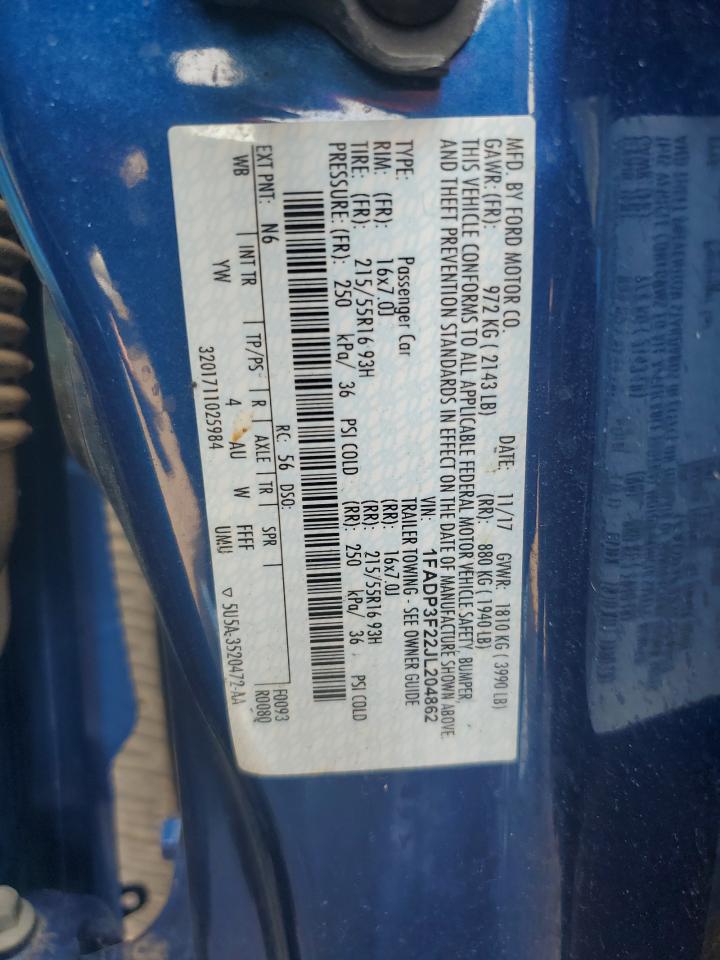 MFD. BY FORD MOTOR CO.
DATE: 11/17 GVWR: 1810 KG ( 3990 LB)
GAWR: (FR): 972 KG ( 2143 LB) (RR): 880 KG ( 1940 LB)
THIS VEHICLE CONFORMS TO ALL APPLICABLE FEDERAL MOTOR VEHICLE SAFETY, BUMPER,
AND THEFT PREVENTION STANDARDS IN EFFECT ON THE DATE OF MANUFACTURE SHOWN ABOVE.
VIN: 1FADP3F22JL204862
TYPE: Passenger Car TRAILER TOWING - SEE OWNER GUIDE
RIM: (FR): 16x7.0J (RR): 16x7.0J
TIRE: (FR): 215/55R16 93H (RR): 215/55R16 93H
PRESSURE: (FR): 250 kPa/ 36 PSI COLD (RR): 250 kPa/ 36 PSI COLD
RC: 56 DSO: F0093
EXT PNT: N6 R0080
WB INT TR TP/PS R AXLE TR SPR
YW 4 AU W FFFF ▽ 5U5A-3520472-AA
3201711025984 UMU